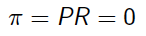 π = PR = 0